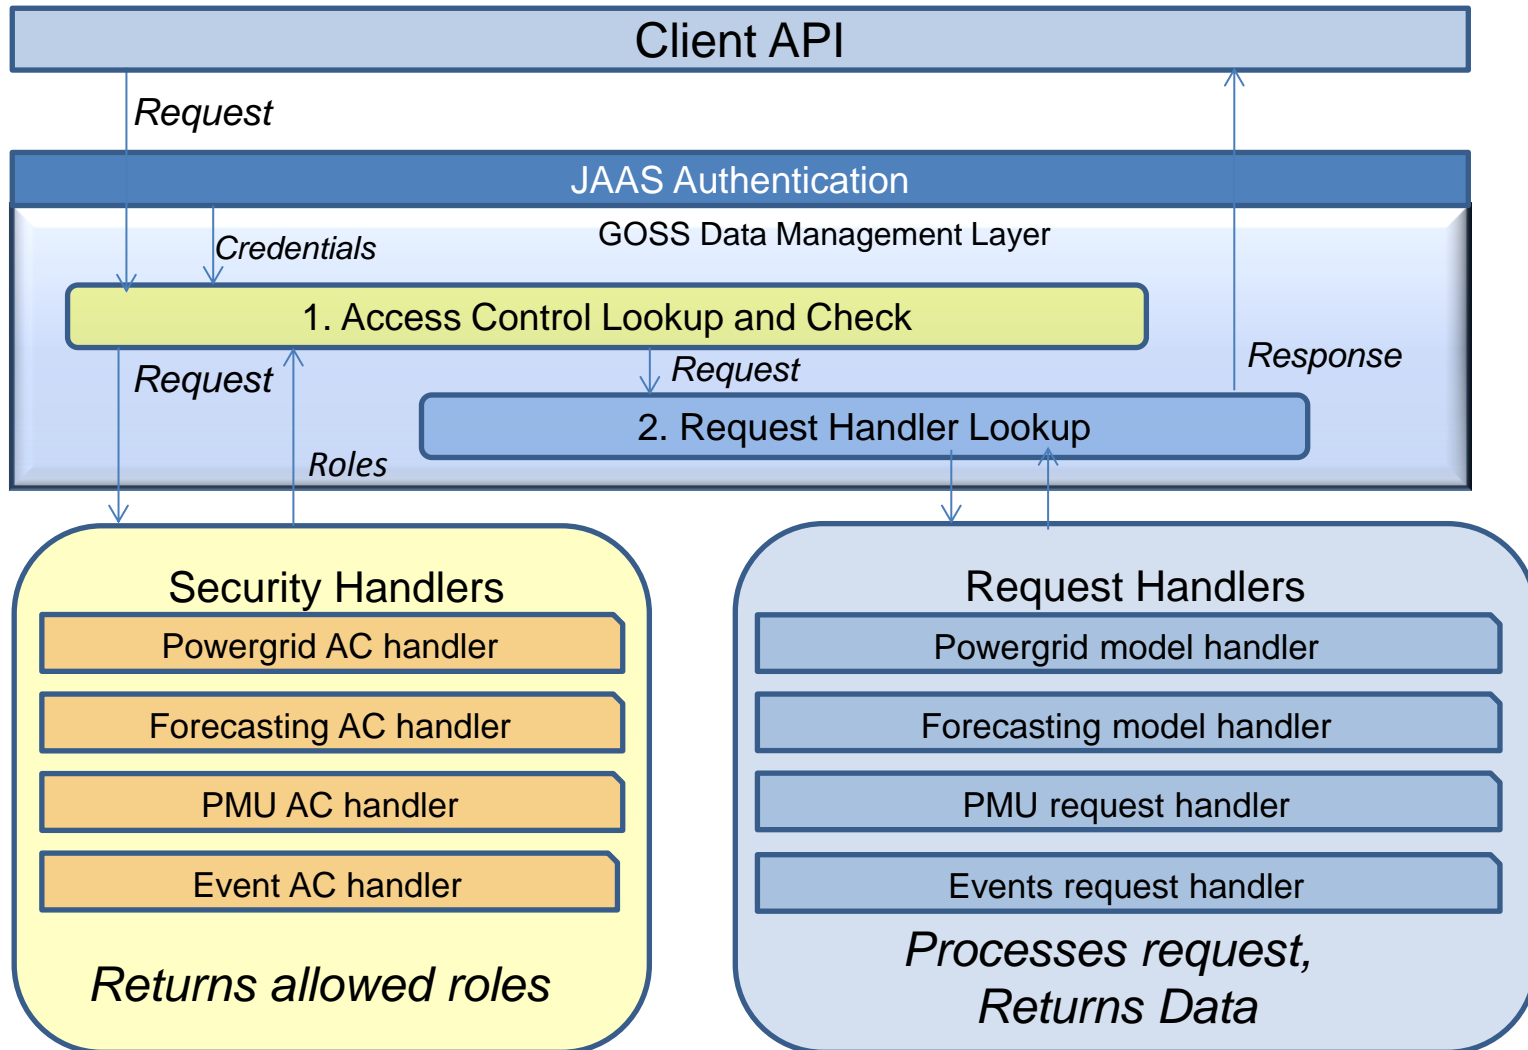 Client API
Request
JAAS Authentication
GOSS Data Management Layer
Credentials
1. Access Control Lookup and Check
Request
Request
Response
2. Request Handler Lookup
Roles
Security Handlers
Powergrid AC handler
Forecasting AC handler
PMU AC handler
Event AC handler
Returns allowed roles
Request Handlers
Powergrid model handler
Forecasting model handler
PMU request handler
Events request handler
Processes request,
Returns Data